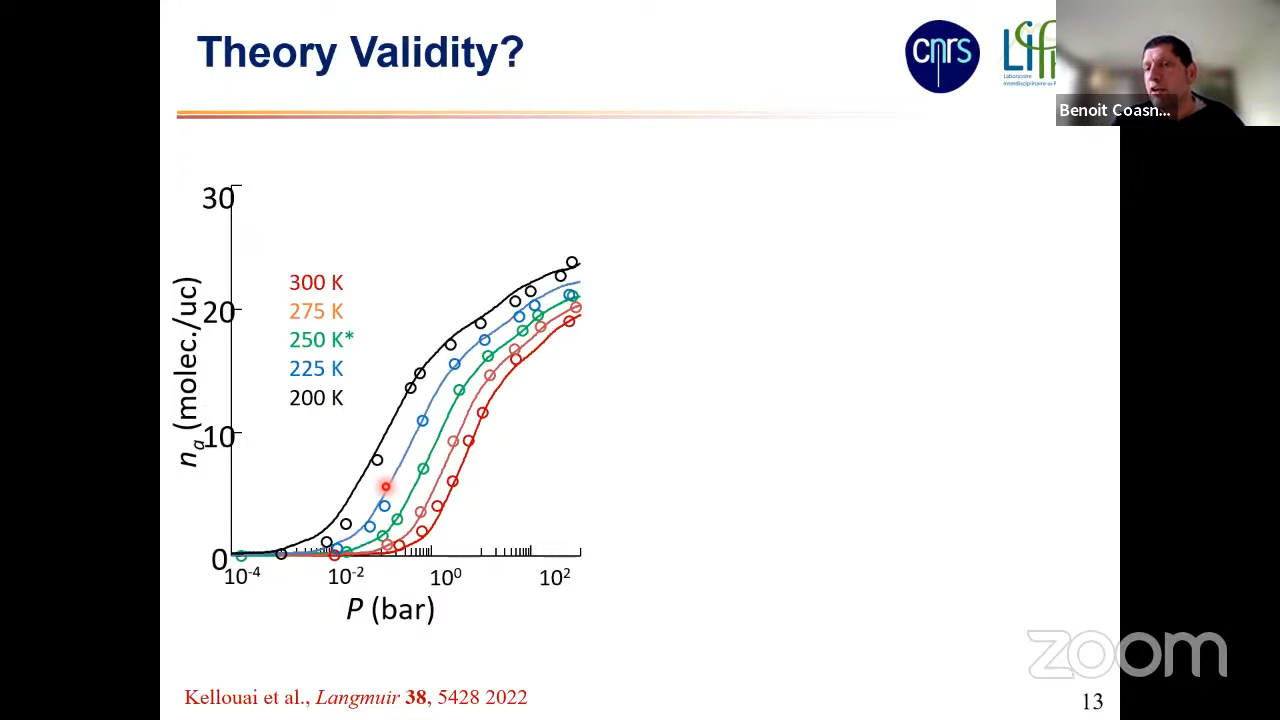 Theory Validity?
cnrs
Benoit Coasn...
30
20
10
0
n_a (molec./uc)
300 K
275 K
250 K*
225 K
200 K
10⁻⁴ 10⁻² 10⁰ 10²
P (bar)
Kellouai et al., Langmuir 38, 5428 2022
13
zoom